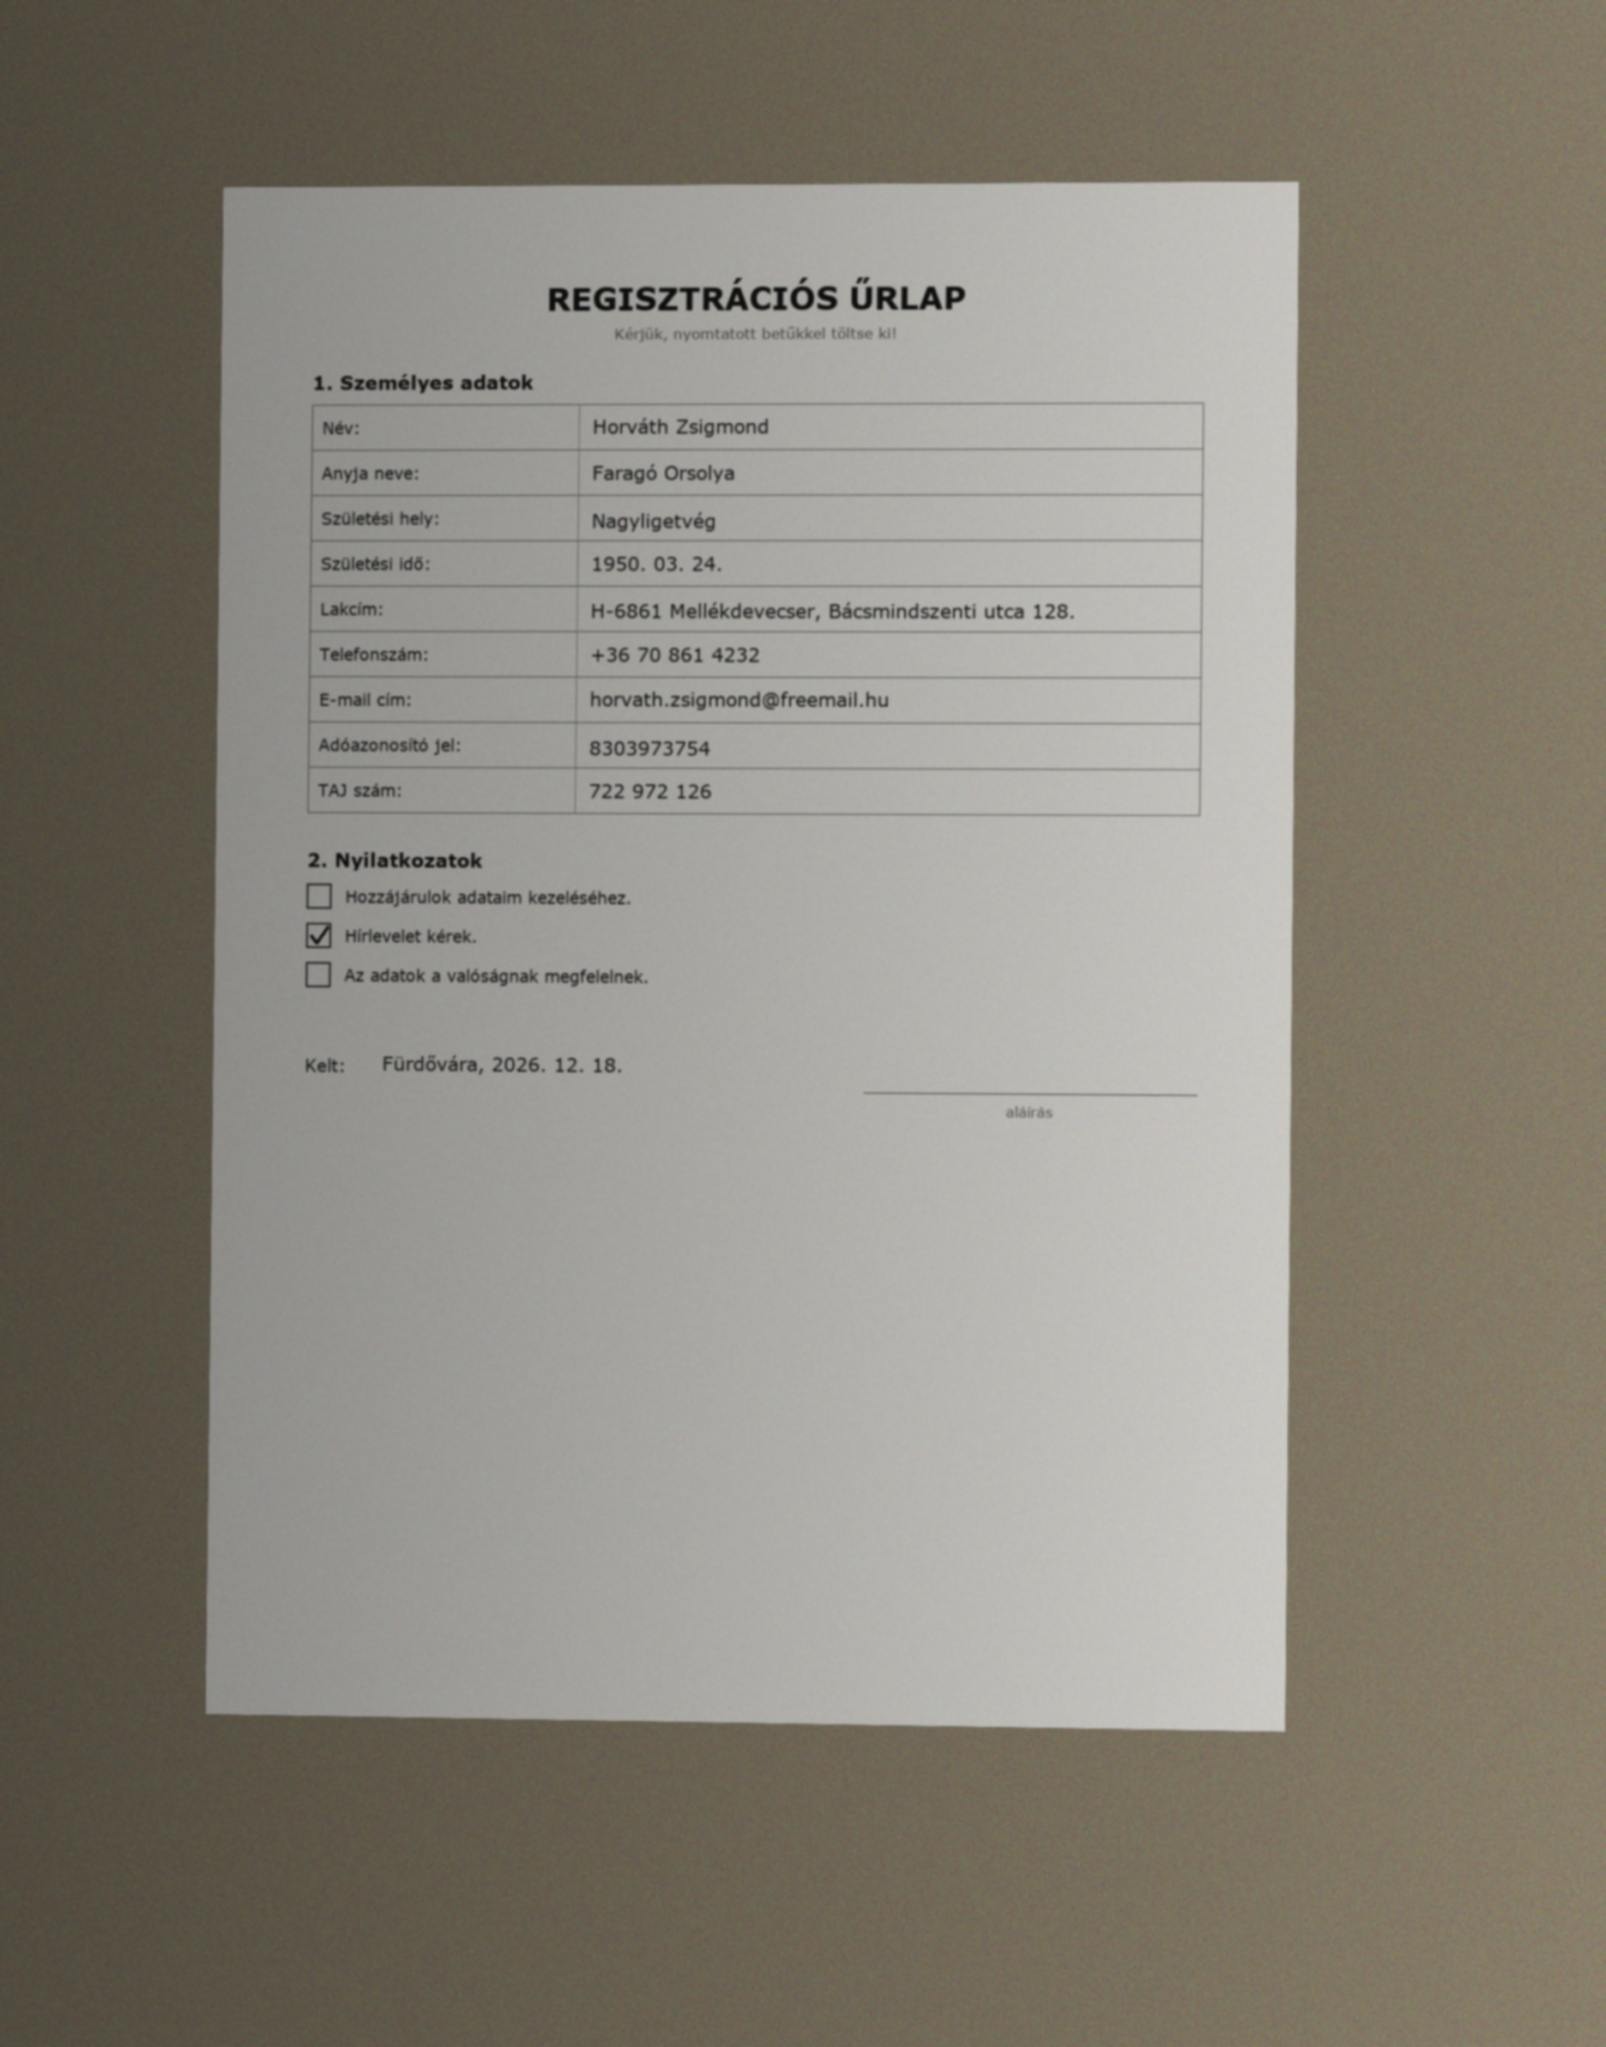 REGISZTRÁCIÓS ŰRLAP
Kérjük, nyomtatott betűkkel töltse ki!
1. Személyes adatok
Név: Horváth Zsigmond
Anyja neve: Faragó Orsolya
Születési hely: Nagyligetvég
Születési idő: 1950. 03. 24.
Lakcím: H-6861 Mellékdevecser, Bácsmindszenti utca 128.
Telefonszám: +36 70 861 4232
E-mail cím: horvath.zsigmond@freemail.hu
Adóazonosító jel: 8303973754
TAJ szám: 722 972 126
2. Nyilatkozatok
Hozzájárulok adataim kezeléséhez.
Hírlevelet kérek.
Az adatok a valóságnak megfelelnek.
Kelt: Fürdővára, 2026. 12. 18.
aláírás